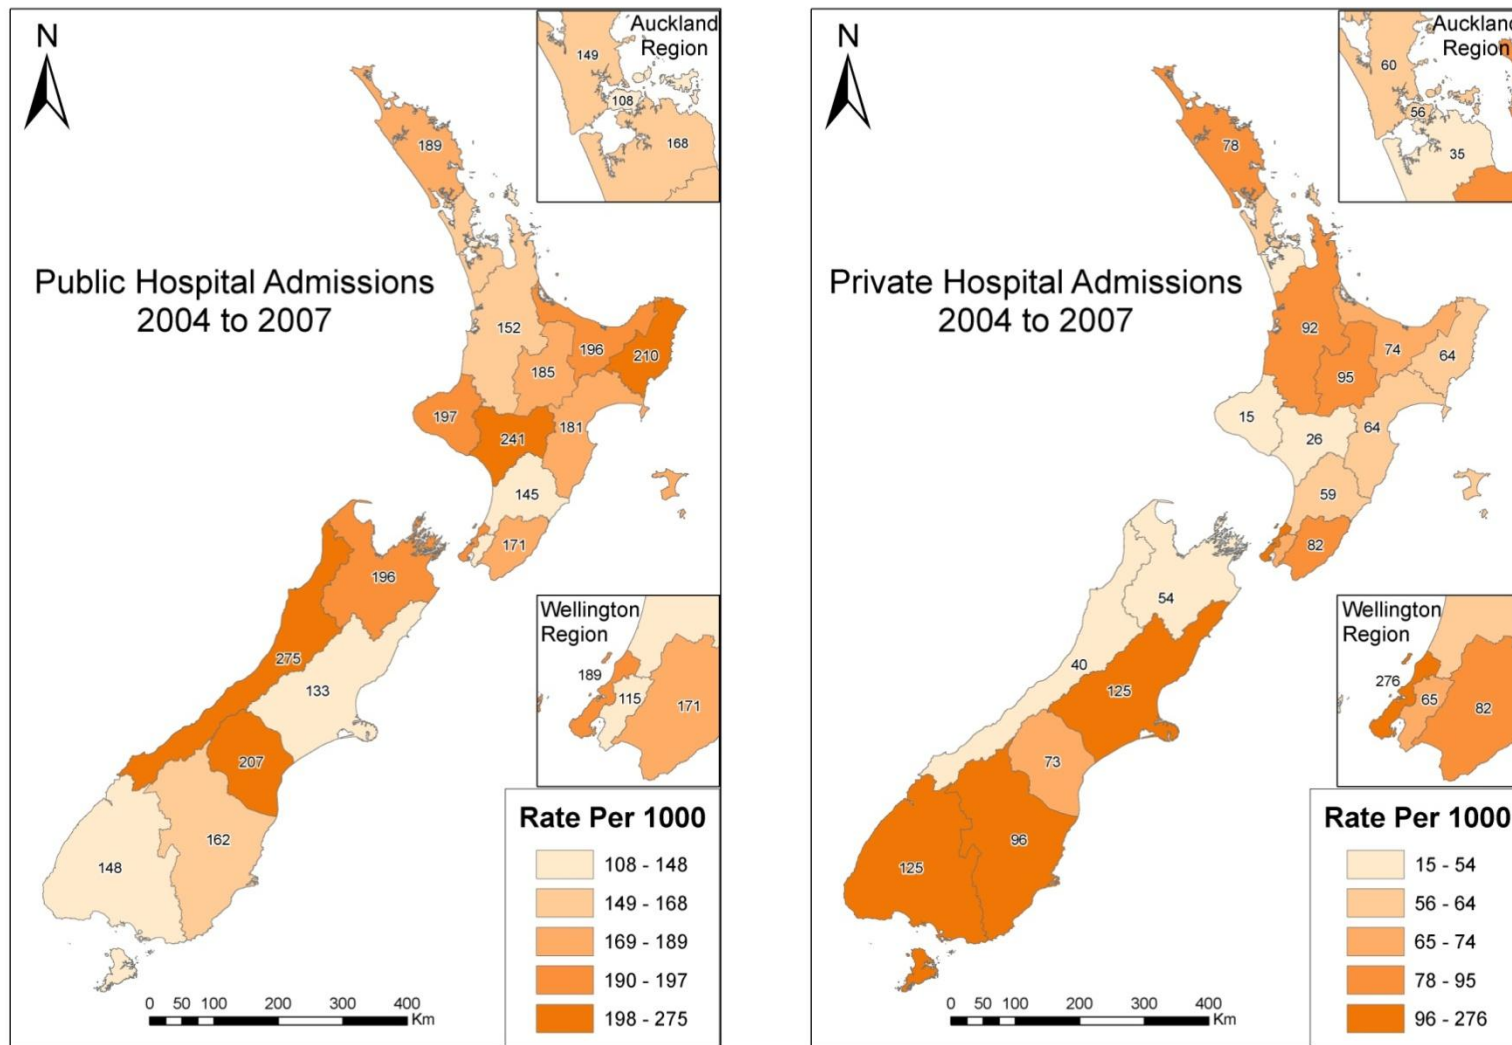 N
Auckland
Region
149
108
168
189
Public Hospital Admissions
2004 to 2007
152
196
210
185
197
241
181
145
171
196
275
133
207
162
148
Wellington
Region
189
115
171
Rate Per 1000
108 - 148
149 - 168
169 - 189
190 - 197
198 - 275
0 50 100 200 300 400
Km
N
Auckland
Region
60
56
35
78
Private Hospital Admissions
2004 to 2007
92
74
64
95
15
26
64
59
82
54
40
125
73
96
125
Wellington
Region
276
65
82
Rate Per 1000
15 - 54
56 - 64
65 - 74
78 - 95
96 - 276
0 50 100 200 300 400
Km